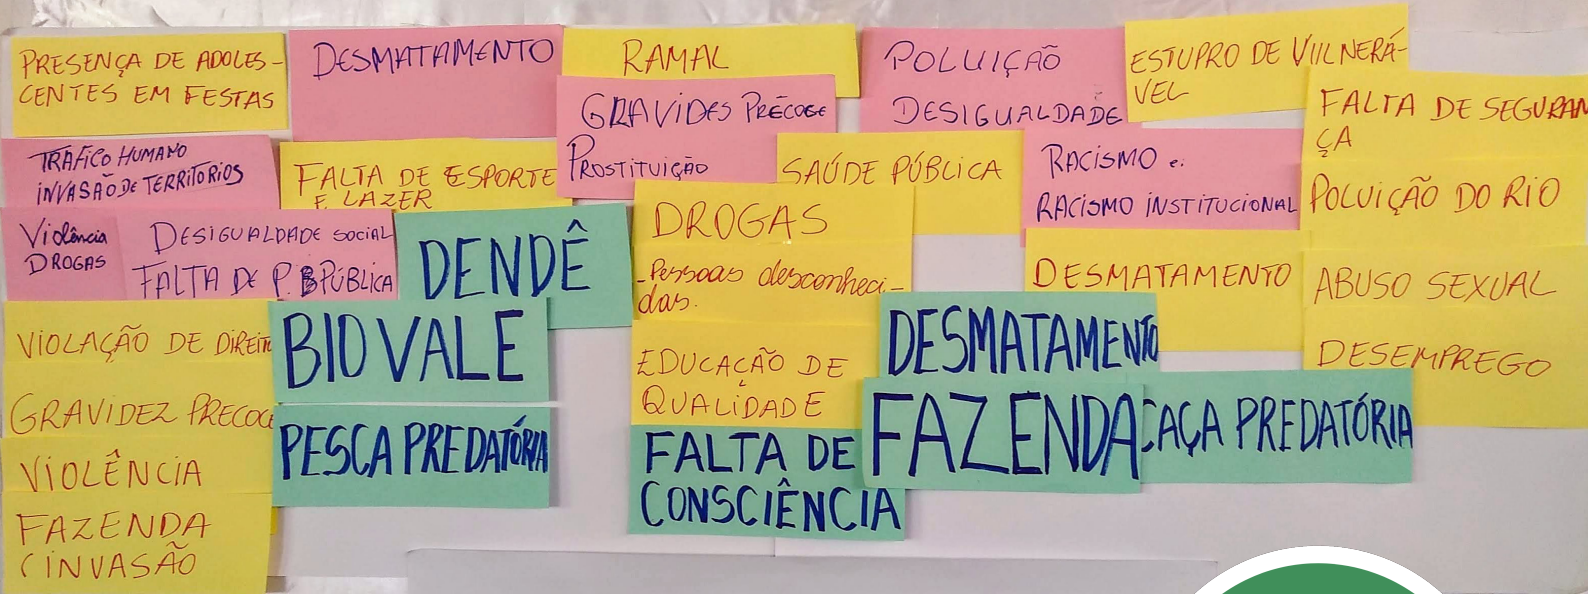 PRESENÇA DE ADOLES-
CENTES EM FESTAS
DESMATAMENTO
RAMAL
POLUIÇÃO
DESIGUALDADE
ESTUPRO DE VULNERÁ-
VEL
GRAVIDES PRÉCOCE
PROSTITUIÇÃO
FALTA DE SEGURAN
ÇA
TRÁFICO HUMANO
INVASÃO DE TERRITORIOS
FALTA DE ESPORTE
E LAZER
SAÚDE PÚBLICA
RACISMO e.
RACISMO INSTITUCIONAL
POLUIÇÃO DO RIO
Violência
DROGAS
DESIGUALDADE SOCIAL
FALTA DE P. PÚBLICA
DENDÊ
DROGAS
-Pessoas desconheci-
das.
DESMATAMENTO
ABUSO SEXUAL
VIOLAÇÃO DE DIREITO
BIOVALE
EDUCAÇÃO DE
QUALIDADE
DESMATAMENTO
DESEMPREGO
GRAVIDEZ PRECOCE
PESCA PREDATÓRIA
FAZENDA
CAÇA PREDATÓRIA
VIOLÊNCIA
FALTA DE
CONSCIÊNCIA
FAZENDA
(INVASÃO